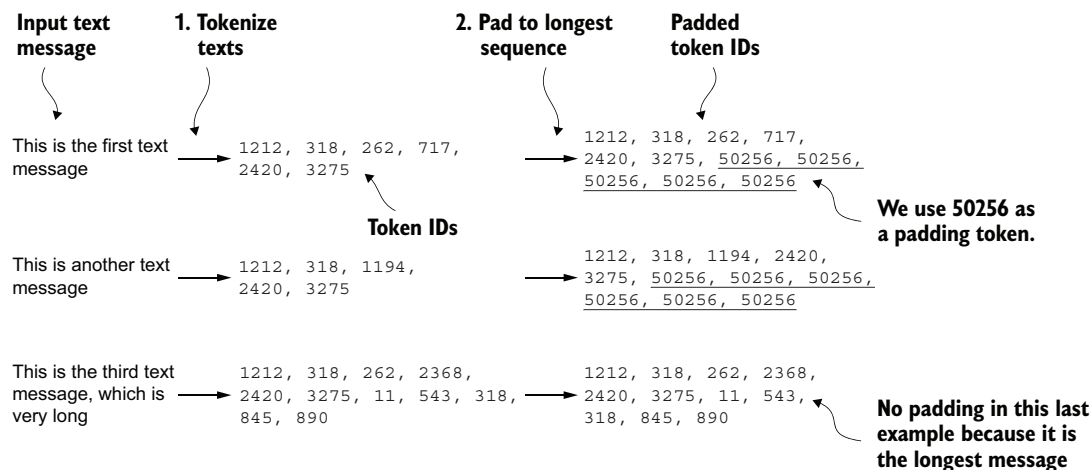 Input text
message
1. Tokenize
texts
2. Pad to longest
sequence
Padded
token IDs
This is the first text
message
1212, 318, 262, 717,
2420, 3275
Token IDs
1212, 318, 262, 717,
2420, 3275, 50256, 50256,
50256, 50256, 50256
We use 50256 as
a padding token.
This is another text
message
1212, 318, 1194,
2420, 3275
1212, 318, 1194, 2420,
3275, 50256, 50256, 50256,
50256, 50256, 50256
This is the third text
message, which is
very long
1212, 318, 262, 2368,
2420, 3275, 11, 543, 318,
845, 890
1212, 318, 262, 2368,
2420, 3275, 11, 543,
318, 845, 890
No padding in this last
example because it is
the longest message